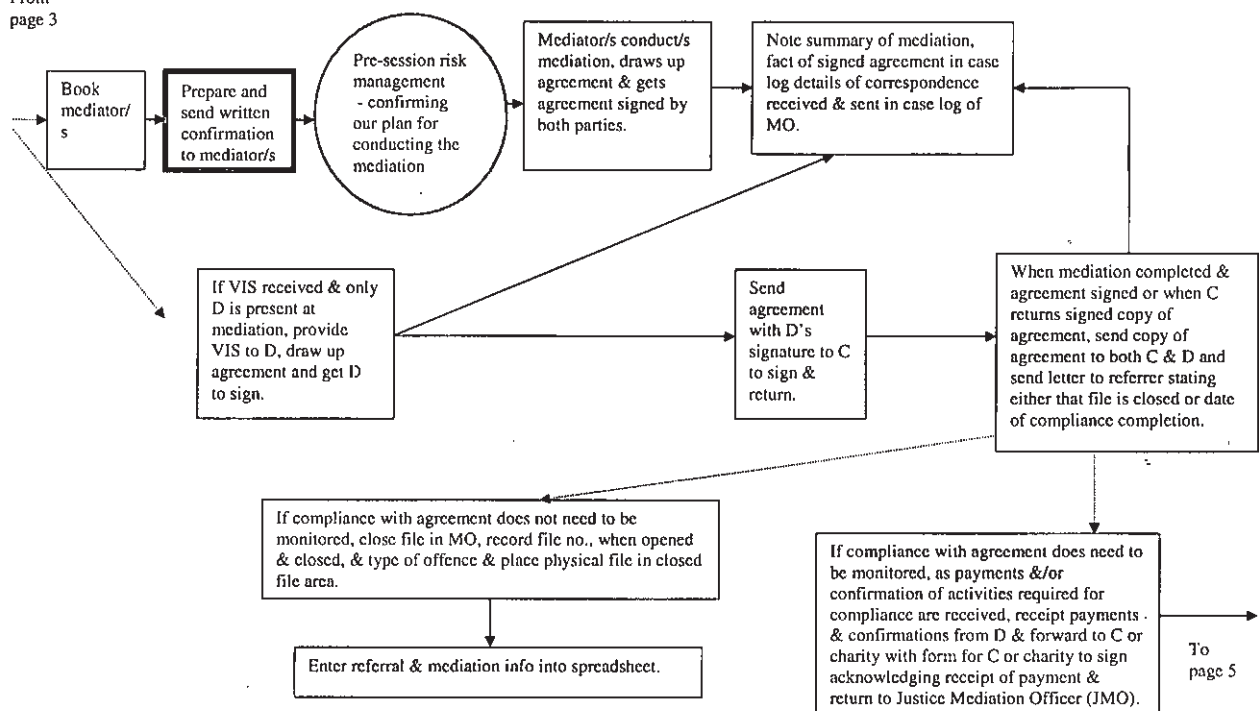 From
page 3
Book
mediator/
s
Prepare and
send written
confirmation
to mediator/s
Pre-session risk
management
- confirming
our plan for
conducting the
mediation
Mediator/s conduct/s
mediation, draws up
agreement & gets
agreement signed by
both parties.
Note summary of mediation,
fact of signed agreement in case
log details of correspondence
received & sent in case log of
MO.
If VIS received & only
D is present at
mediation, provide
VIS to D, draw up
agreement and get D
to sign.
Send
agreement
with D's
signature to C
to sign &
return.
When mediation completed &
agreement signed or when C
returns signed copy of
agreement, send copy of
agreement to both C & D and
send letter to referrer stating
either that file is closed or date
of compliance completion.
If compliance with agreement does not need to be
monitored, close file in MO, record file no., when opened
& closed, & type of offence & place physical file in closed
file area.
Enter referral & mediation info into spreadsheet.
If compliance with agreement does need to
be monitored, as payments &/or
confirmation of activities required for
compliance are received, receipt payments
& confirmations from D & forward to C or
charity with form for C or charity to sign
acknowledging receipt of payment &
return to Justice Mediation Officer (JMO).
To
page 5